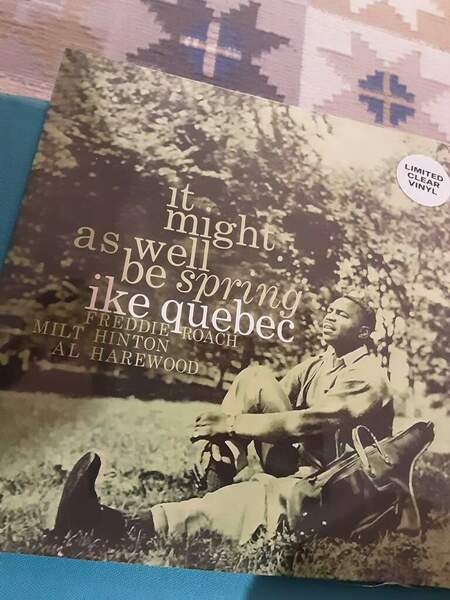 it
might
as well
be spring
ike quebec
FREDDIE ROACH
MILT HINTON
AL HAREWOOD
LIMITED
CLEAR
VINYL